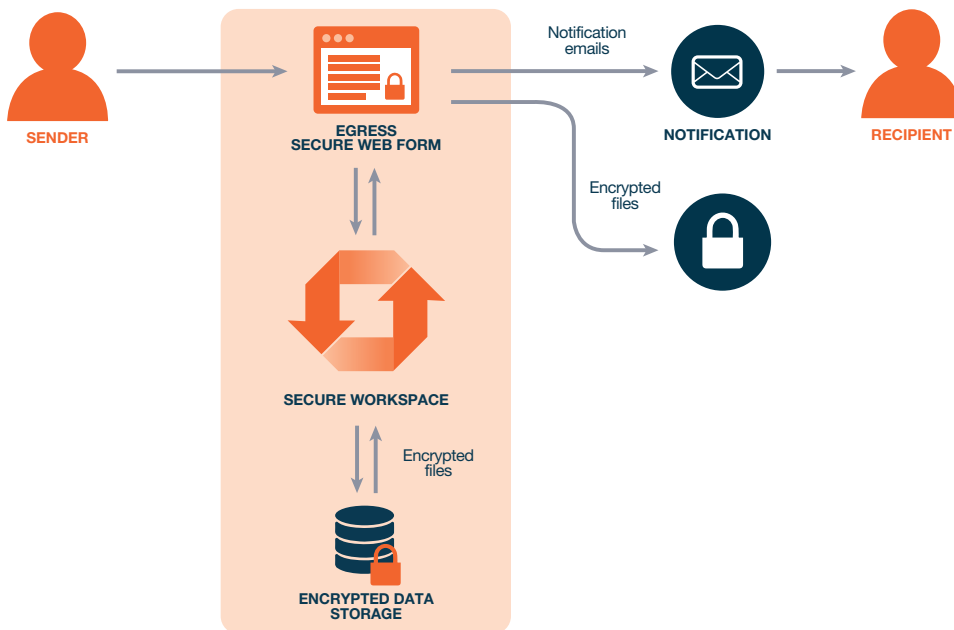 Notification
emails
SENDER
EGRESS
SECURE WEB FORM
NOTIFICATION
RECIPIENT
Encrypted
files
SECURE WORKSPACE
Encrypted
files
ENCRYPTED DATA
STORAGE